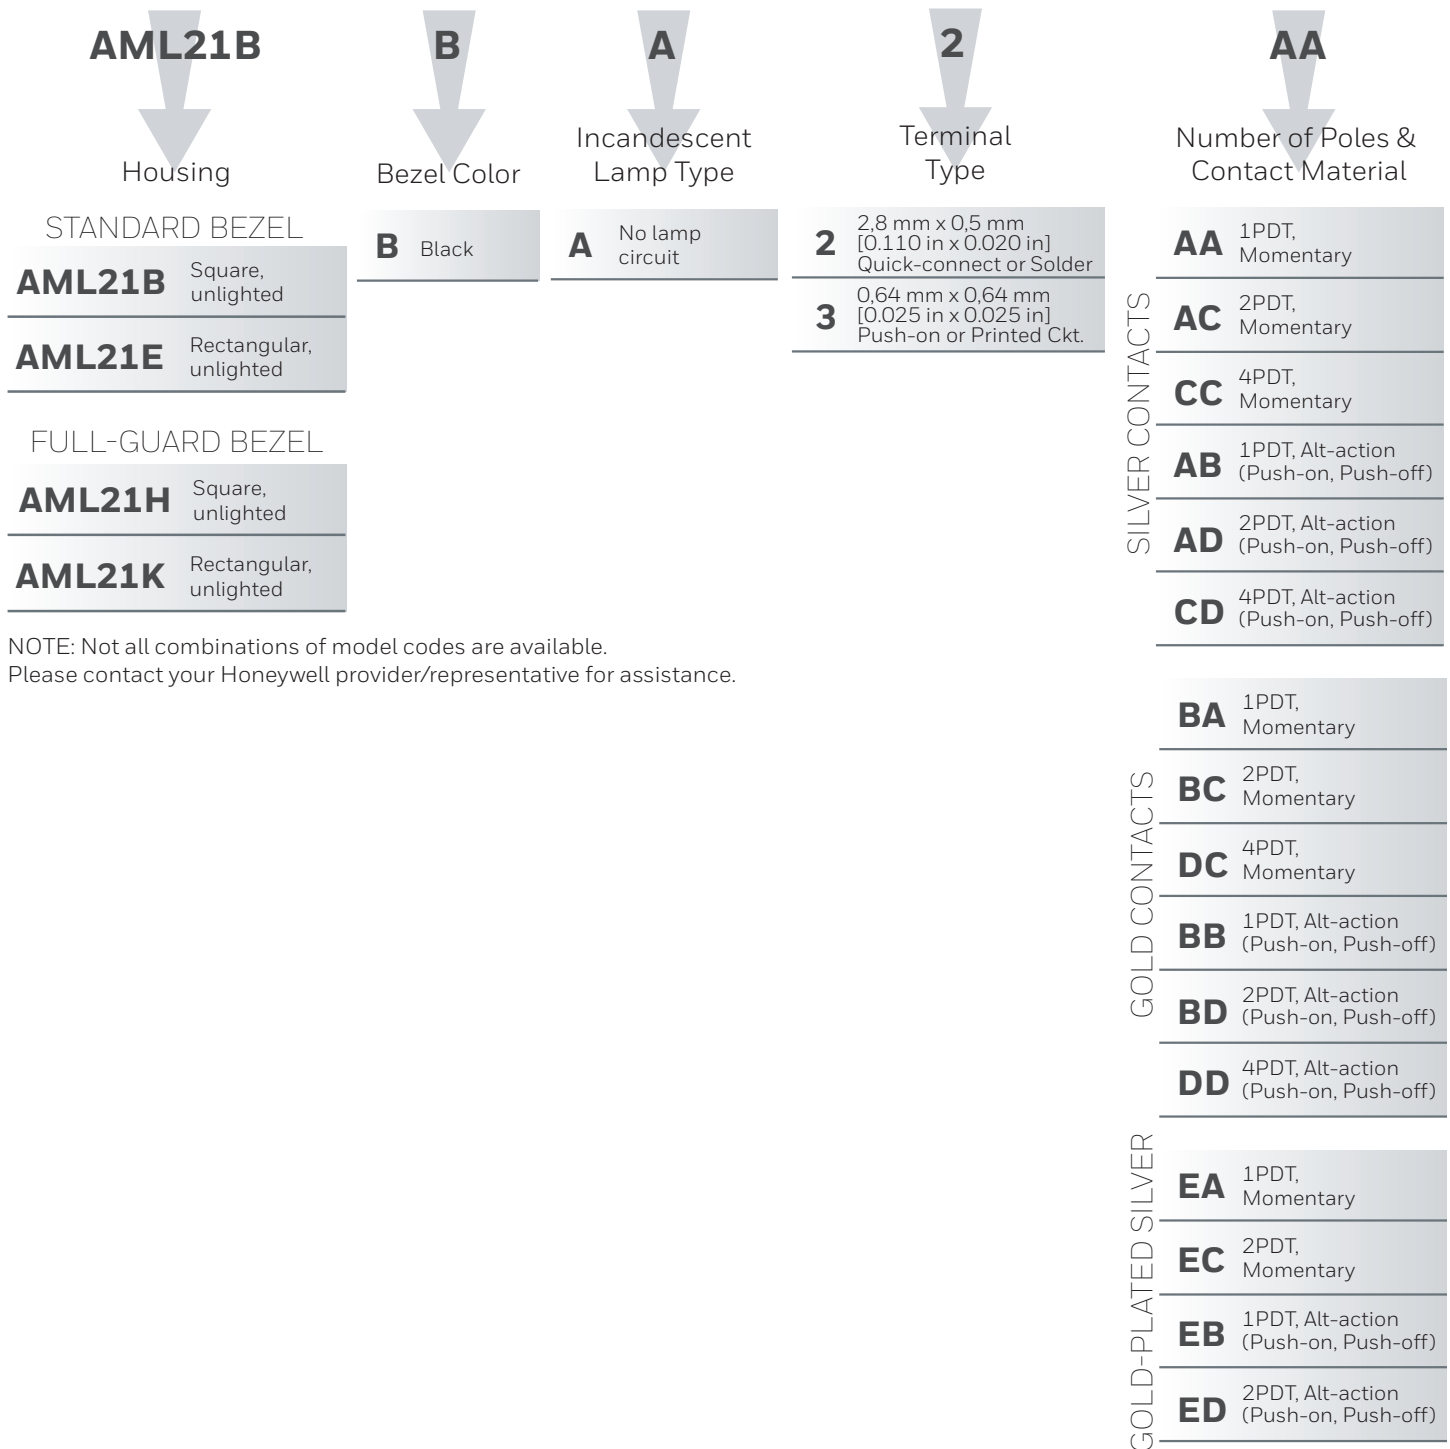 AML21B
B
A
2
AA
Housing
Bezel Color
Incandescent
Lamp Type
Terminal
Type
Number of Poles &
Contact Material
STANDARD BEZEL
AML21B
Square,
unlighted
AML21E
Rectangular,
unlighted
FULL-GUARD BEZEL
AML21H
Square,
unlighted
AML21K
Rectangular,
unlighted
NOTE: Not all combinations of model codes are available.
Please contact your Honeywell provider/representative for assistance.
B
Black
A
No lamp
circuit
2
2,8 mm x 0,5 mm
[0.110 in x 0.020 in]
Quick-connect or Solder
3
0,64 mm x 0,64 mm
[0.025 in x 0.025 in]
Push-on or Printed Ckt.
SILVER CONTACTS
AA
1PDT,
Momentary
AC
2PDT,
Momentary
CC
4PDT,
Momentary
AB
1PDT, Alt-action
(Push-on, Push-off)
AD
2PDT, Alt-action
(Push-on, Push-off)
CD
4PDT, Alt-action
(Push-on, Push-off)
GOLD CONTACTS
BA
1PDT,
Momentary
BC
2PDT,
Momentary
DC
4PDT,
Momentary
BB
1PDT, Alt-action
(Push-on, Push-off)
BD
2PDT, Alt-action
(Push-on, Push-off)
DD
4PDT, Alt-action
(Push-on, Push-off)
GOLD-PLATED SILVER
EA
1PDT,
Momentary
EC
2PDT,
Momentary
EB
1PDT, Alt-action
(Push-on, Push-off)
ED
2PDT, Alt-action
(Push-on, Push-off)